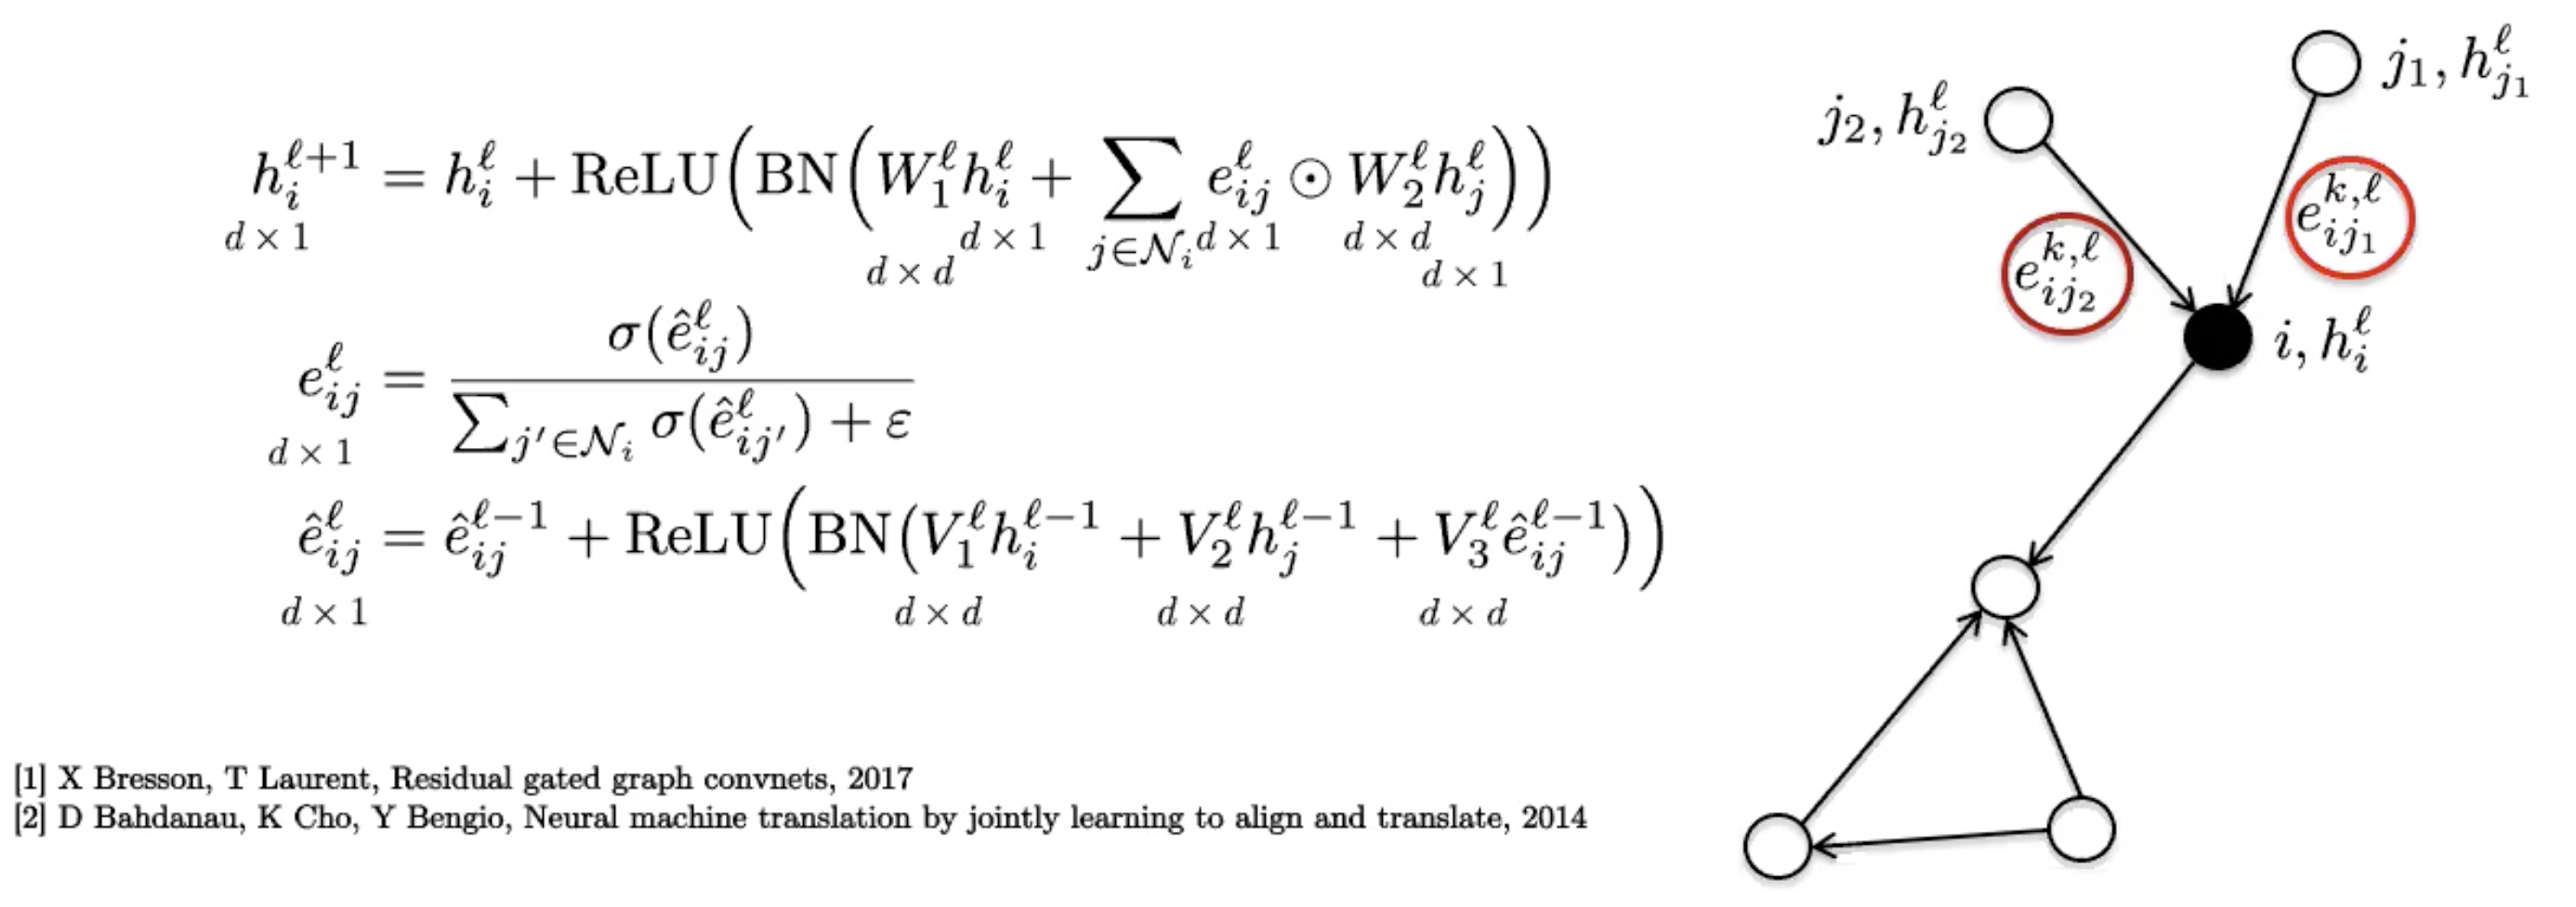 h_i^{ℓ+1} = h_i^ℓ + ReLU(BN(W_1^ℓ h_i^ℓ + ∑_{j∈𝒩_i} e_{ij}^ℓ ⊙ W_2^ℓ h_j^ℓ))
d × 1 d × d d × 1 d × 1 d × d d × 1
e_{ij}^ℓ = σ(ê_{ij}^ℓ) / (∑_{j′∈𝒩_i} σ(ê_{ij′}^ℓ) + ε)
d × 1
ê_{ij}^ℓ = ê_{ij}^{ℓ−1} + ReLU(BN(V_1^ℓ h_i^{ℓ−1} + V_2^ℓ h_j^{ℓ−1} + V_3^ℓ ê_{ij}^{ℓ−1}))
d × 1 d × d d × d d × d
[1] X Bresson, T Laurent, Residual gated graph convnets, 2017
[2] D Bahdanau, K Cho, Y Bengio, Neural machine translation by jointly learning to align and translate, 2014
j_1, h_{j_1}^ℓ
j_2, h_{j_2}^ℓ
e_{ij_1}^{k,ℓ}
e_{ij_2}^{k,ℓ}
i, h_i^ℓ